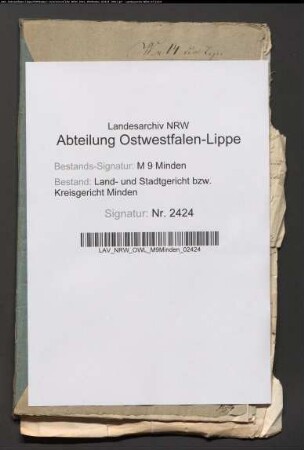 Landesarchiv NRW
Abteilung Ostwestfalen-Lippe
Bestands-Signatur: M 9 Minden
Bestand: Land- und Stadtgericht bzw.
Kreisgericht Minden
Signatur: Nr. 2424
LAV_NRW_OWL_M9Minden_02424